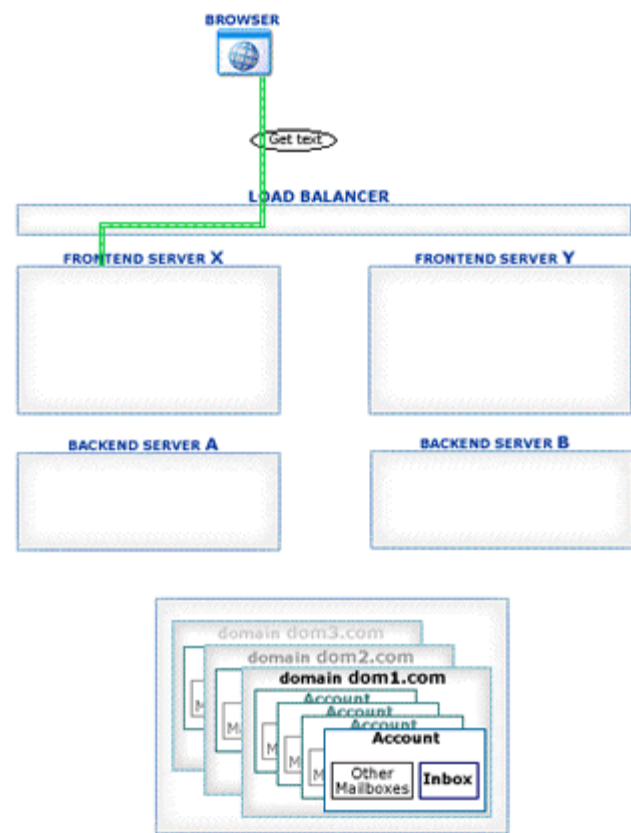 BROWSER
Get text
LOAD BALANCER
FRONTEND SERVER X
FRONTEND SERVER Y
BACKEND SERVER A
BACKEND SERVER B
domain dom3.com
domain dom2.com
domain dom1.com
Account
Account
Account
Account
M
Ma
M
M
M
Other
Mailboxes
Inbox